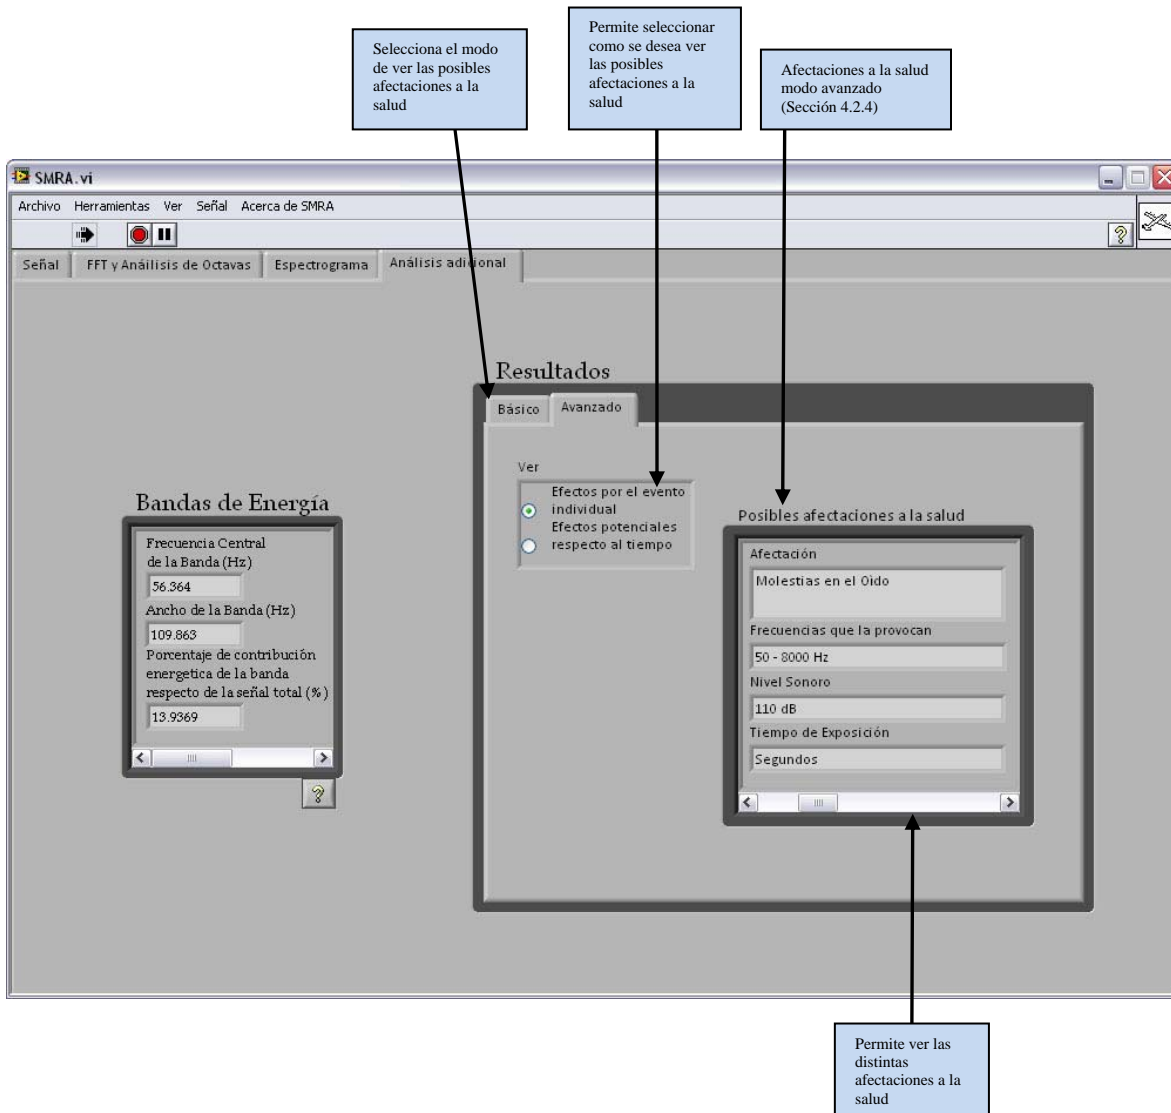 Selecciona el modo
de ver las posibles
afectaciones a la
salud
Permite seleccionar
como se desea ver
las posibles
afectaciones a la
salud
Afectaciones a la salud
modo avanzado
(Sección 4.2.4)
SMRA.vi
Archivo Herramientas Ver Señal Acerca de SMRA
Señal FFT y Análilisis de Octavas Espectrograma Análisis adicional
Resultados
Básico Avanzado
Ver
Efectos por el evento
individual
Efectos potenciales
respecto al tiempo
Bandas de Energía
Frecuencia Central
de la Banda (Hz)
56.364
Ancho de la Banda (Hz)
109.863
Porcentaje de contribución
energetica de la banda
respecto de la señal total (%)
13.9369
?
?
Posibles afectaciones a la salud
Afectación
Molestias en el Oìdo
Frecuencias que la provocan
50 - 8000 Hz
Nivel Sonoro
110 dB
Tiempo de Exposición
Segundos
Permite ver las
distintas
afectaciones a la
salud